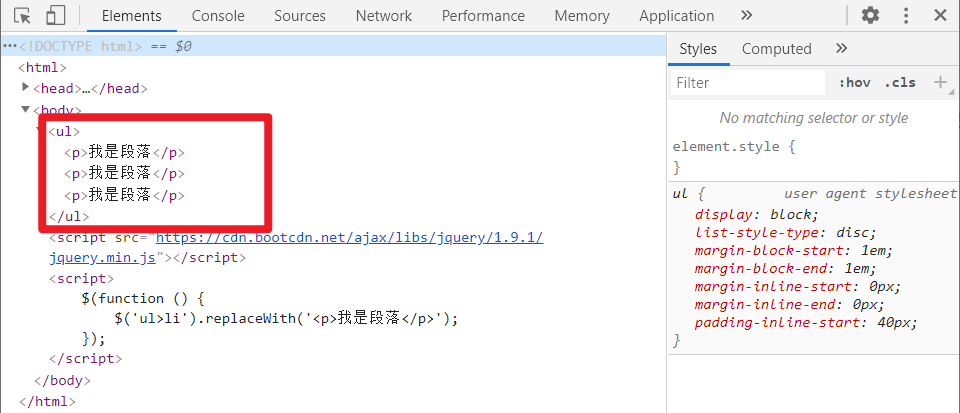 Elements Console Sources Network Performance Memory Application »
···<!DOCTYPE html> == $0
<html>
<head>…</head>
<body>
<ul>
<p>我是段落</p>
<p>我是段落</p>
<p>我是段落</p>
</ul>
<script src="https://cdn.bootcdn.net/ajax/libs/jquery/1.9.1/
jquery.min.js"></script>
<script>
$(function () {
$('ul>li').replaceWith('<p>我是段落</p>');
});
</script>
</body>
</html>
Styles Computed »
Filter :hov .cls +
No matching selector or style
element.style {
}
ul { user agent stylesheet
display: block;
list-style-type: disc;
margin-block-start: 1em;
margin-block-end: 1em;
margin-inline-start: 0px;
margin-inline-end: 0px;
padding-inline-start: 40px;
}